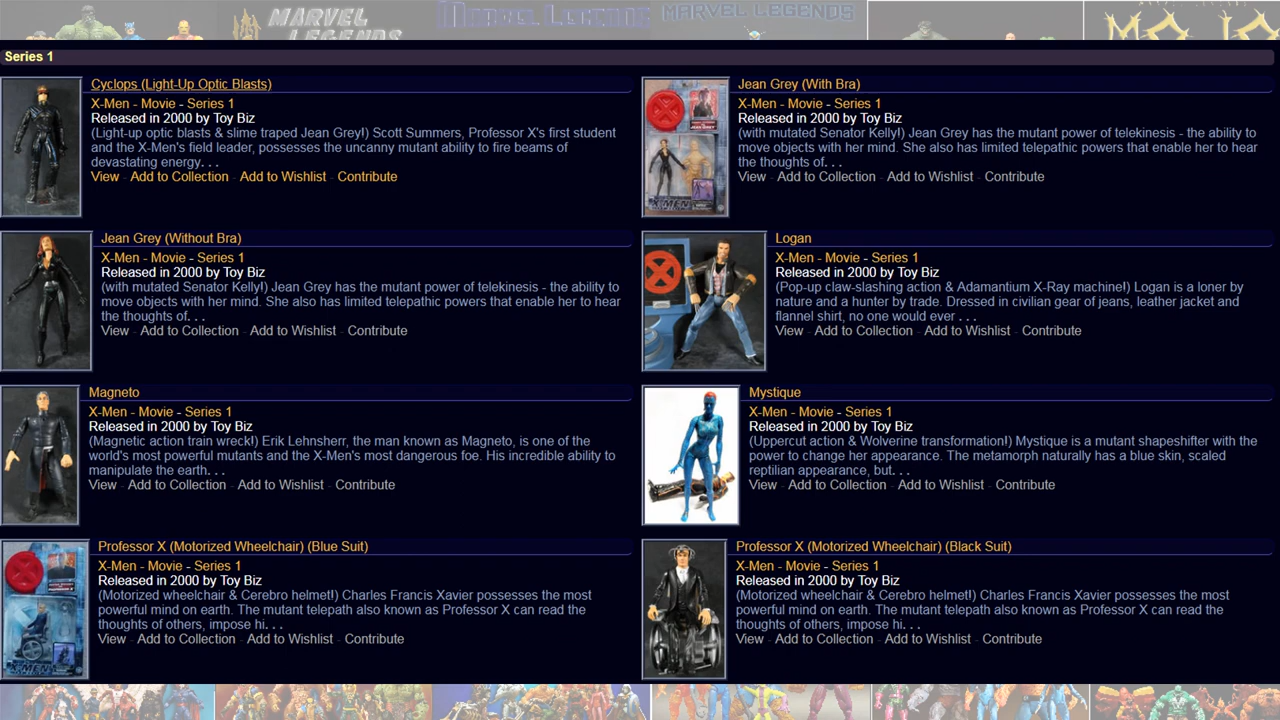 MARVEL LEGENDS
MARVEL LEGENDS
MARVEL LEGENDS
MOJO
Series 1
Cyclops (Light-Up Optic Blasts)
X-Men - Movie - Series 1
Released in 2000 by Toy Biz
(Light-up optic blasts & slime traped Jean Grey!) Scott Summers, Professor X's first student
and the X-Men's field leader, possesses the uncanny mutant ability to fire beams of
devastating energy. . .
View - Add to Collection - Add to Wishlist - Contribute
Jean Grey (With Bra)
X-Men - Movie - Series 1
Released in 2000 by Toy Biz
(with mutated Senator Kelly!) Jean Grey has the mutant power of telekinesis - the ability to
move objects with her mind. She also has limited telepathic powers that enable her to hear
the thoughts of. . .
View - Add to Collection - Add to Wishlist - Contribute
Jean Grey (Without Bra)
X-Men - Movie - Series 1
Released in 2000 by Toy Biz
(with mutated Senator Kelly!) Jean Grey has the mutant power of telekinesis - the ability to
move objects with her mind. She also has limited telepathic powers that enable her to hear
the thoughts of. . .
View - Add to Collection - Add to Wishlist - Contribute
Logan
X-Men - Movie - Series 1
Released in 2000 by Toy Biz
(Pop-up claw-slashing action & Adamantium X-Ray machine!) Logan is a loner by
nature and a hunter by trade. Dressed in civilian gear of jeans, leather jacket and
flannel shirt, no one would ever . . .
View - Add to Collection - Add to Wishlist - Contribute
Magneto
X-Men - Movie - Series 1
Released in 2000 by Toy Biz
(Magnetic action train wreck!) Erik Lehnsherr, the man known as Magneto, is one of the
world's most powerful mutants and the X-Men's most dangerous foe. His incredible ability to
manipulate the earth. . .
View - Add to Collection - Add to Wishlist - Contribute
Mystique
X-Men - Movie - Series 1
Released in 2000 by Toy Biz
(Uppercut action & Wolverine transformation!) Mystique is a mutant shapeshifter with the
power to change her appearance. The metamorph naturally has a blue skin, scaled
reptilian appearance, but. . .
View - Add to Collection - Add to Wishlist - Contribute
Professor X (Motorized Wheelchair) (Blue Suit)
X-Men - Movie - Series 1
Released in 2000 by Toy Biz
(Motorized wheelchair & Cerebro helmet!) Charles Francis Xavier possesses the most
powerful mind on earth. The mutant telepath also known as Professor X can read the
thoughts of others, impose hi. . .
View - Add to Collection - Add to Wishlist - Contribute
Professor X (Motorized Wheelchair) (Black Suit)
X-Men - Movie - Series 1
Released in 2000 by Toy Biz
(Motorized wheelchair & Cerebro helmet!) Charles Francis Xavier possesses the most
powerful mind on earth. The mutant telepath also known as Professor X can read the
thoughts of others, impose hi. . .
View - Add to Collection - Add to Wishlist - Contribute